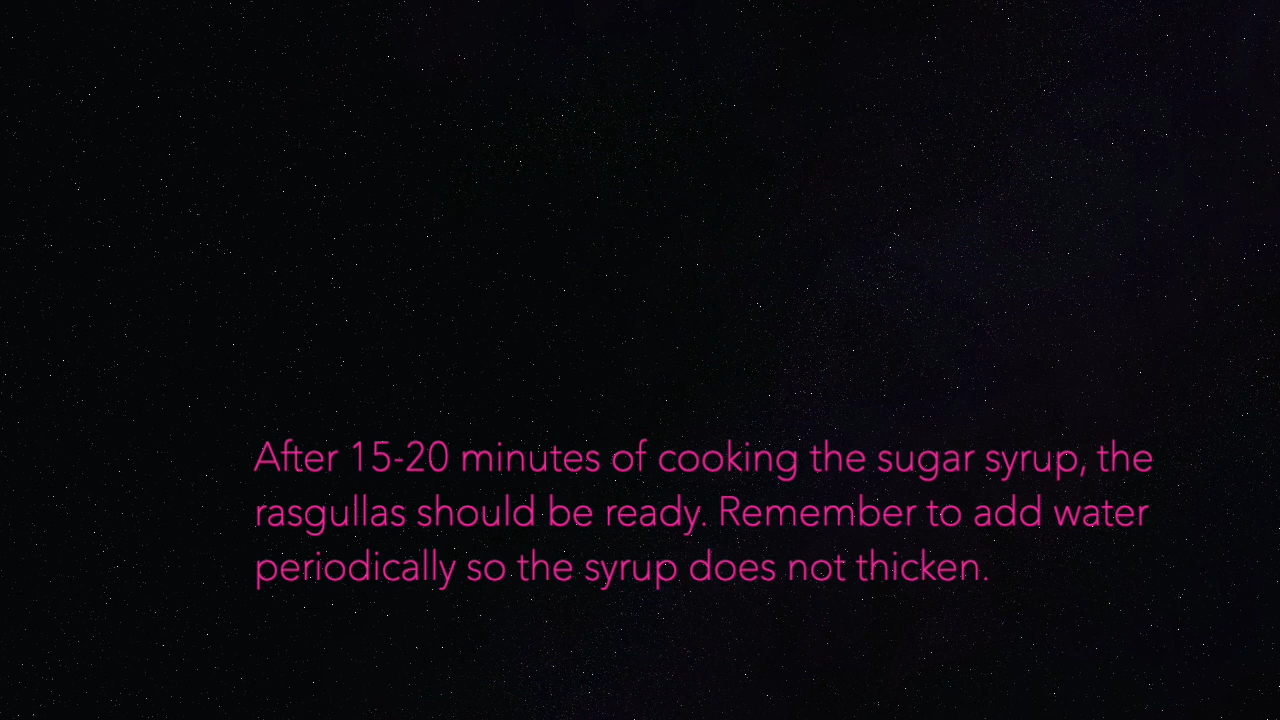 After 15-20 minutes of cooking the sugar syrup, the
rasgullas should be ready. Remember to add water
periodically so the syrup does not thicken.